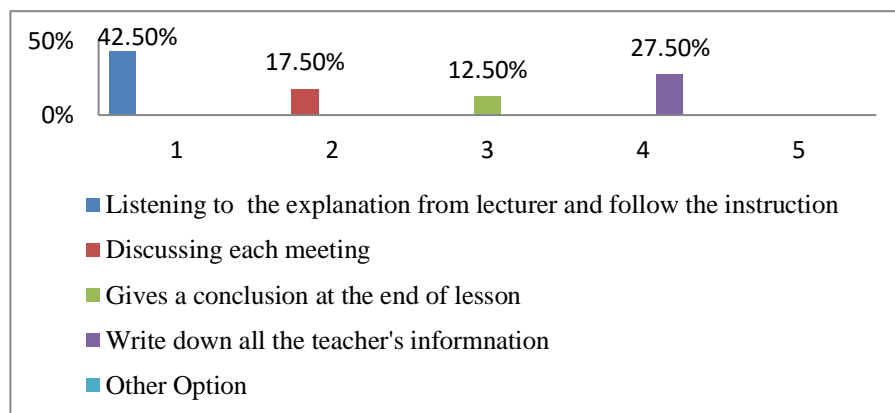 50%
42.50%
17.50%
12.50%
27.50%
0%
1 2 3 4 5
Listening to the explanation from lecturer and follow the instruction
Discussing each meeting
Gives a conclusion at the end of lesson
Write down all the teacher's informnation
Other Option